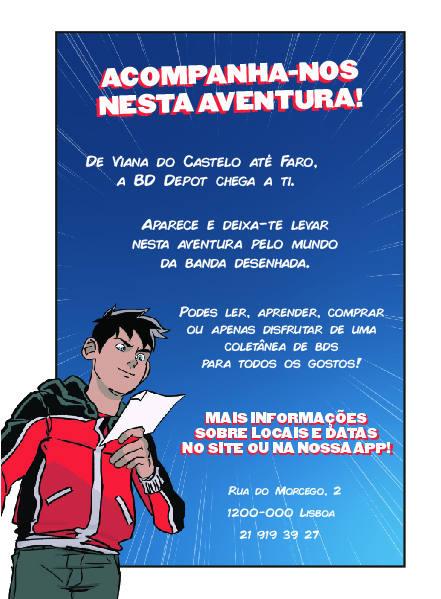 ACOMPANHA-NOS
NESTA AVENTURA!
DE VIANA DO CASTELO ATÉ FARO,
A BD DEPOT CHEGA A TI.
APARECE E DEIXA-TE LEVAR
NESTA AVENTURA PELO MUNDO
DA BANDA DESENHADA.
PODES LER, APRENDER, COMPRAR
OU APENAS DISFRUTAR DE UMA
COLETÂNEA DE BDS
PARA TODOS OS GOSTOS!
MAIS INFORMAÇÕES
SOBRE LOCAIS E DATAS
NO SITE OU NA NOSSA APP!
RUA DO MORCEGO, 2
1200-000 LISBOA
21 919 39 27